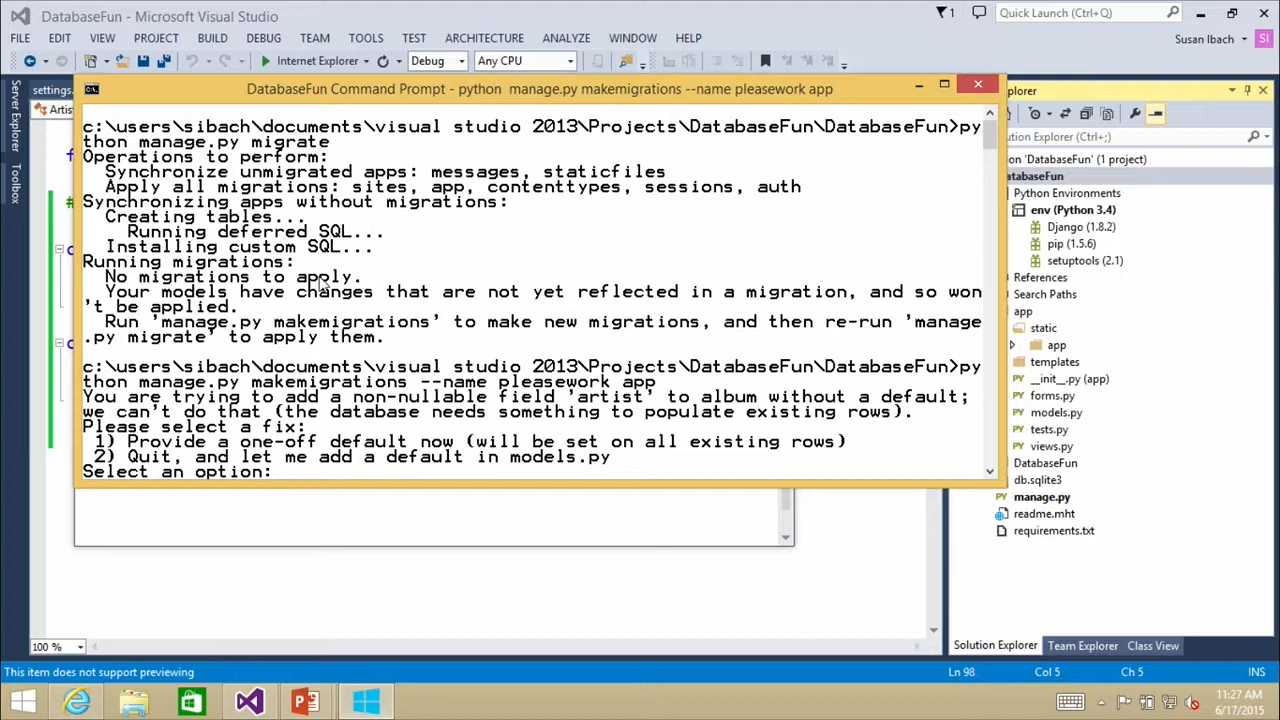 DatabaseFun - Microsoft Visual Studio
1
Quick Launch (Ctrl+Q)
FILE EDIT VIEW PROJECT BUILD DEBUG TEAM TOOLS TEST ARCHITECTURE ANALYZE WINDOW HELP
Susan Ibach
SI
Internet Explorer
Debug
Any CPU
Server Explorer
Toolbox
settings.
Artis
DatabaseFun Command Prompt - python manage.py makemigrations --name pleasework app
c:\users\sibach\documents\visual studio 2013\Projects\DatabaseFun\DatabaseFun>py
thon manage.py migrate
Operations to perform:
Synchronize unmigrated apps: messages, staticfiles
Apply all migrations: sites, app, contenttypes, sessions, auth
Synchronizing apps without migrations:
Creating tables...
Running deferred SQL...
Installing custom SQL...
Running migrations:
No migrations to apply.
Your models have changes that are not yet reflected in a migration, and so won
't be applied.
Run 'manage.py makemigrations' to make new migrations, and then re-run 'manage
.py migrate' to apply them.
c:\users\sibach\documents\visual studio 2013\Projects\DatabaseFun\DatabaseFun>py
thon manage.py makemigrations --name pleasework app
You are trying to add a non-nullable field 'artist' to album without a default;
we can't do that (the database needs something to populate existing rows).
Please select a fix:
1) Provide a one-off default now (will be set on all existing rows)
2) Quit, and let me add a default in models.py
Select an option:
plorer
xplorer (Ctrl+;)
on 'DatabaseFun' (1 project)
tabaseFun
Python Environments
env (Python 3.4)
Django (1.8.2)
pip (1.5.6)
setuptools (2.1)
References
Search Paths
app
static
app
templates
__init__.py (app)
forms.py
models.py
tests.py
views.py
DatabaseFun
db.sqlite3
manage.py
readme.mht
requirements.txt
100 %
Solution Explorer Team Explorer Class View
This item does not support previewing
Ln 98 Col 5 Ch 5 INS
11:27 AM
6/17/2015